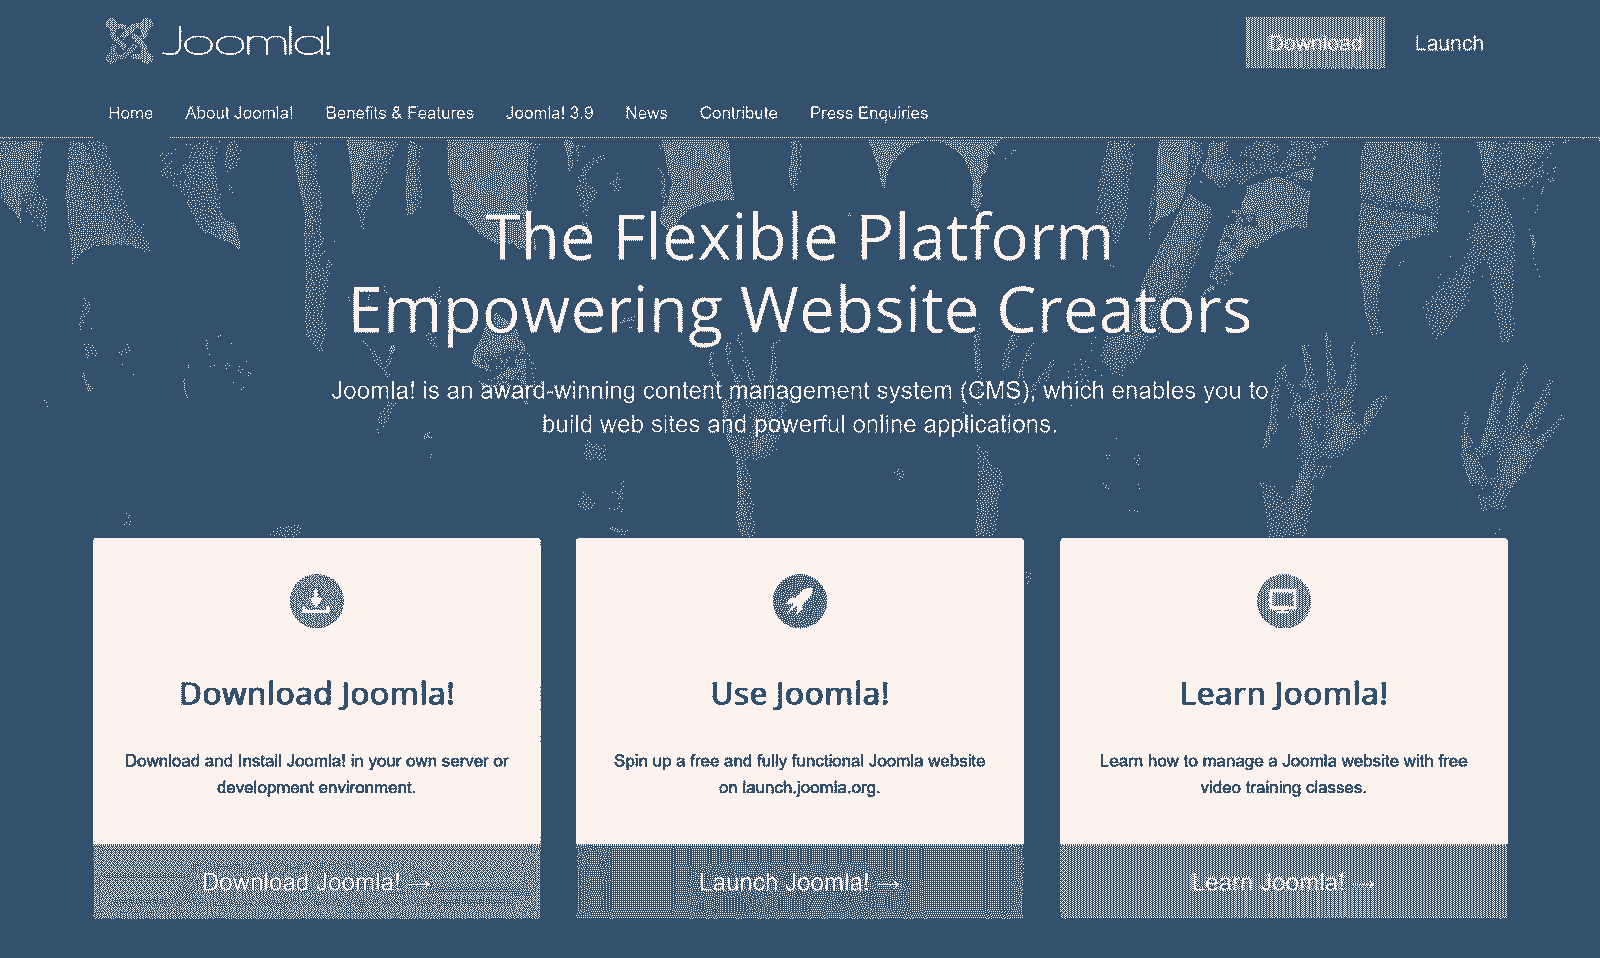 Joomla!
Download
Launch
Home
About Joomla!
Benefits & Features
Joomla! 3.9
News
Contribute
Press Enquiries
The Flexible Platform
Empowering Website Creators
Joomla! is an award-winning content management system (CMS), which enables you to
build web sites and powerful online applications.
Download Joomla!
Download and Install Joomla! in your own server or
development environment.
Download Joomla! →
Use Joomla!
Spin up a free and fully functional Joomla website
on launch.joomla.org.
Launch Joomla! →
Learn Joomla!
Learn how to manage a Joomla website with free
video training classes.
Learn Joomla! →